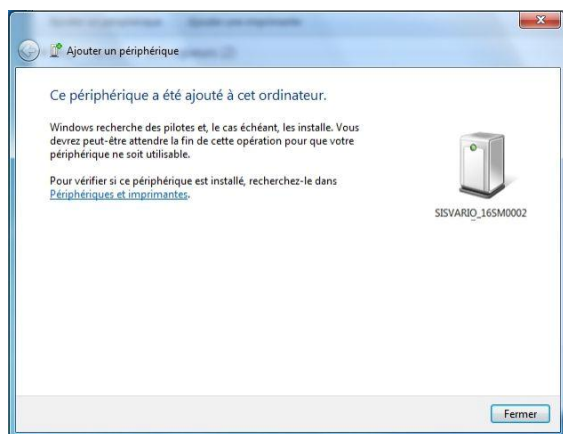 Ajouter un périphérique
Ce périphérique a été ajouté à cet ordinateur.
Windows recherche des pilotes et, le cas échéant, les installe. Vous
devrez peut-être attendre la fin de cette opération pour que votre
périphérique ne soit utilisable.
Pour vérifier si ce périphérique est installé, recherchez-le dans
Périphériques et imprimantes.
SISVARIO_16SM0002
Fermer